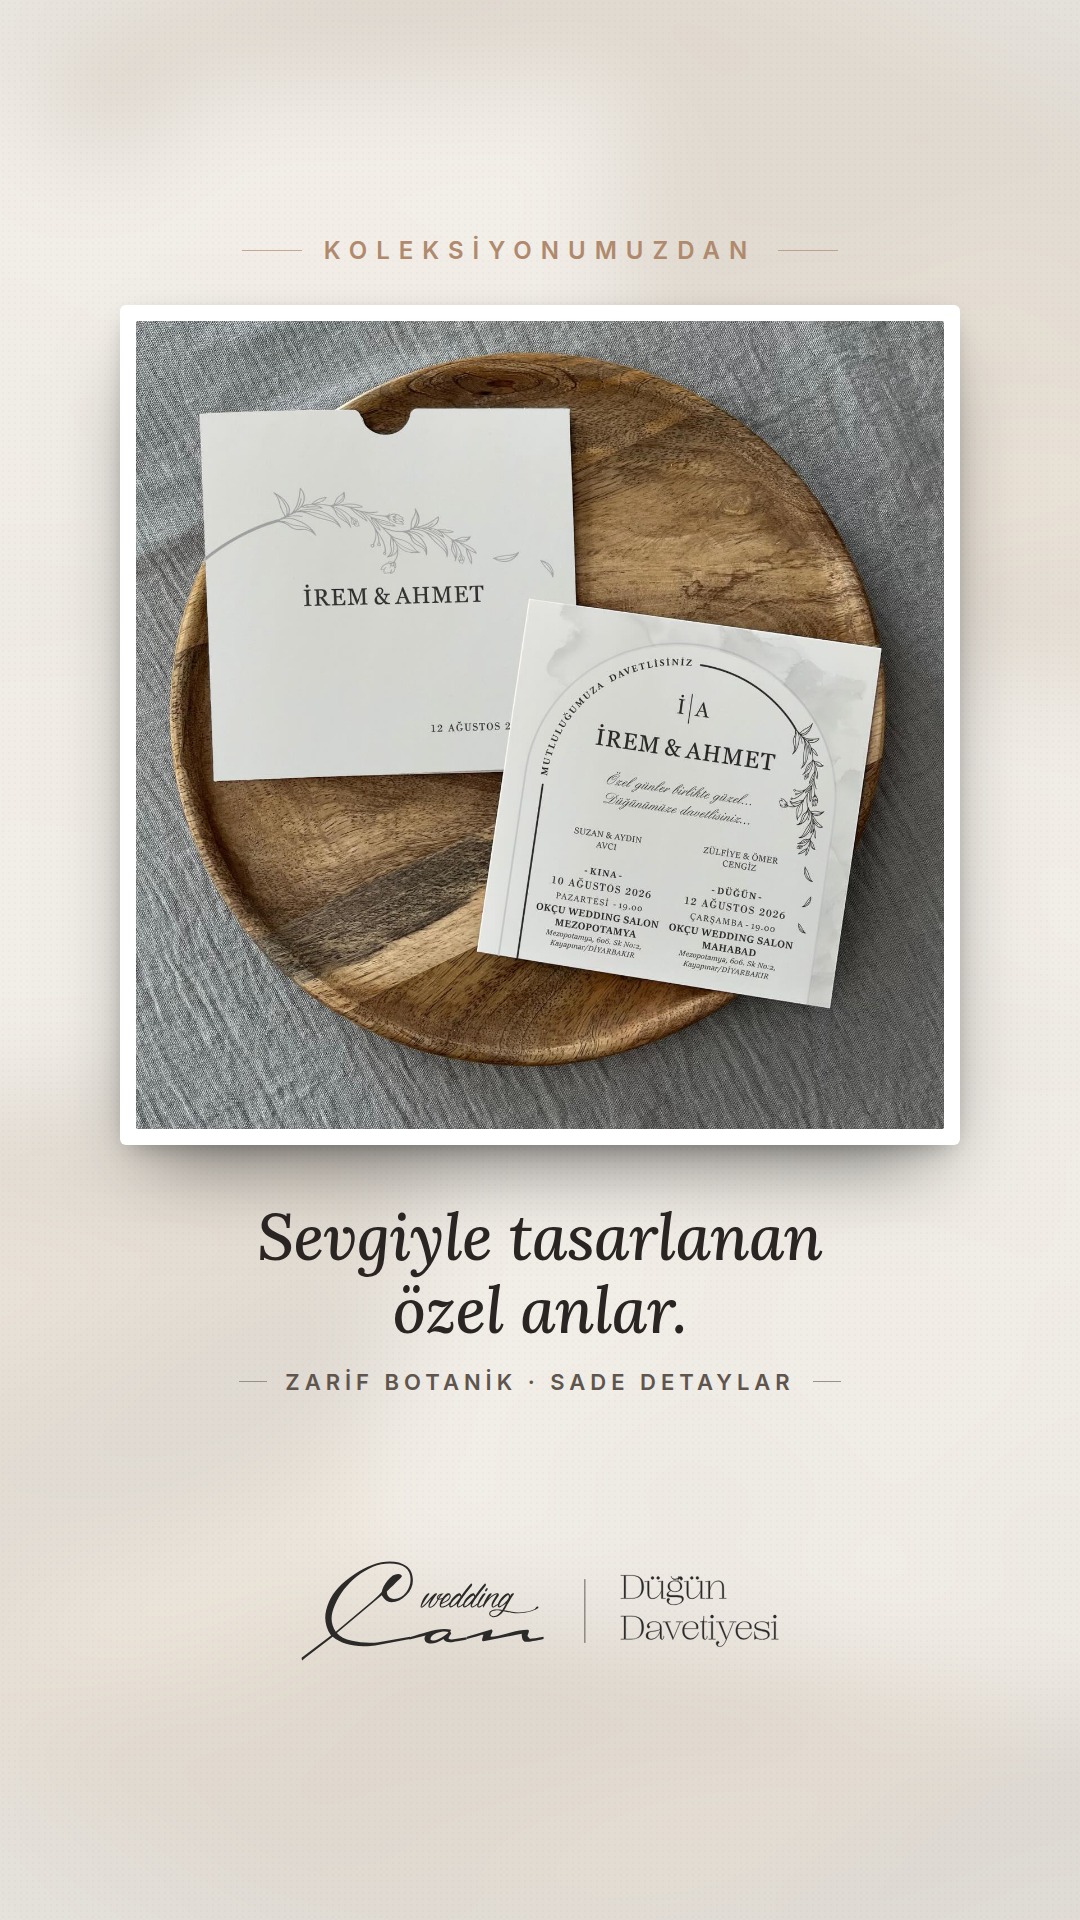 KOLEKSİYONUMUZDAN
İREM & AHMET
12 AĞUSTOS
MUTLULUĞUMUZA DAVETLİSİNİZ
İ|A
İREM & AHMET
Özel günler birlikte güzel...
Düğünümüze davetlisiniz...
SUZAN & AYDIN
AVCI
ZÜLFİYE & ÖMER
CENGİZ
-KINA-
10 AĞUSTOS 2026
PAZARTESİ -19.00
OKÇU WEDDING SALON
MEZOPOTAMYA
Mezopotamya, 606. Sk No:2,
Kayapınar/DİYARBAKIR
-DÜĞÜN-
12 AĞUSTOS 2026
ÇARŞAMBA -19.00
OKÇU WEDDING SALON
MAHABAD
Mezopotamya, 606. Sk No:2,
Kayapınar/DİYARBAKIR
Sevgiyle tasarlanan
özel anlar.
ZARİF BOTANİK · SADE DETAYLAR
wedding
Can
Düğün
Davetiyesi